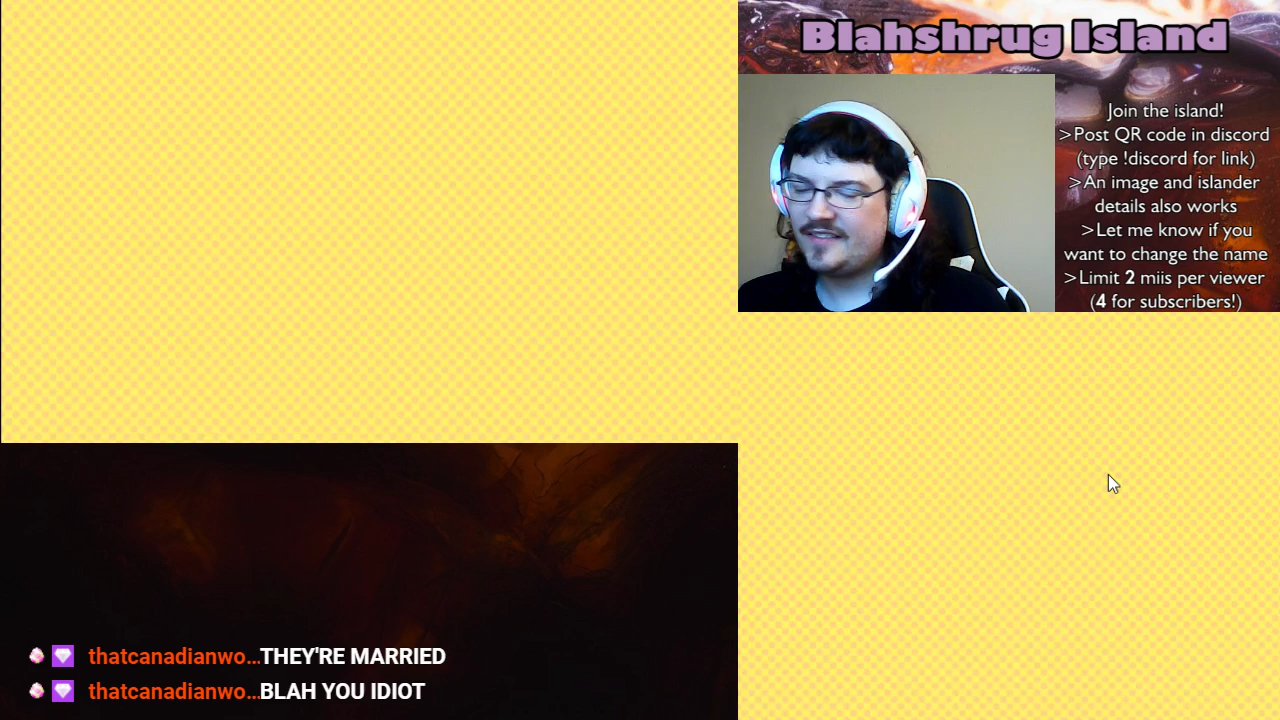 Blahshrug Island
Join the island!
>Post QR code in discord
(type !discord for link)
>An image and islander
details also works
>Let me know if you
want to change the name
>Limit 2 miis per viewer
(4 for subscribers!)
thatcanadianwo...THEY'RE MARRIED
thatcanadianwo...BLAH YOU IDIOT